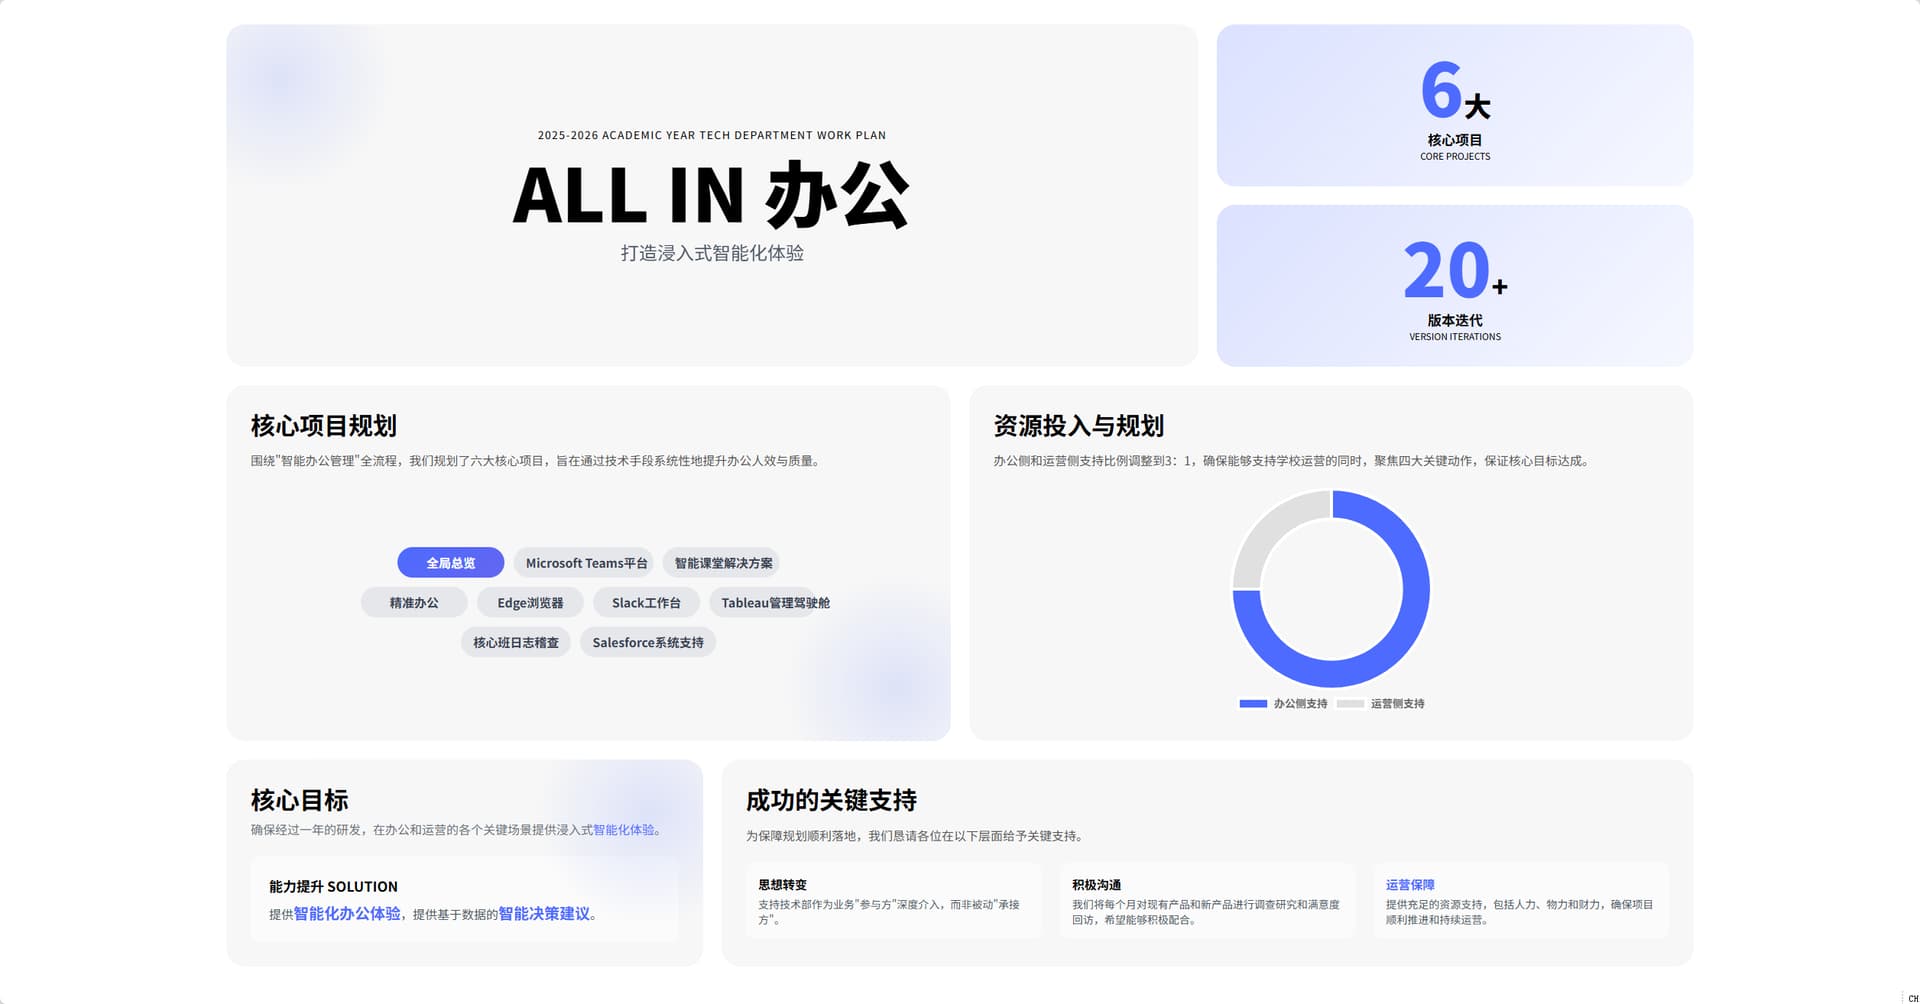 2025-2026 ACADEMIC YEAR TECH DEPARTMENT WORK PLAN
ALL IN 办公
打造浸入式智能化体验
6大
核心项目
CORE PROJECTS
20+
版本迭代
VERSION ITERATIONS
核心项目规划
围绕"智能办公管理"全流程，我们规划了六大核心项目，旨在通过技术手段系统性地提升办公人效与质量。
全局总览
Microsoft Teams平台
智能课堂解决方案
精准办公
Edge浏览器
Slack工作台
Tableau管理驾驶舱
核心班日志稽查
Salesforce系统支持
资源投入与规划
办公侧和运营侧支持比例调整到3：1，确保能够支持学校运营的同时，聚焦四大关键动作，保证核心目标达成。
办公侧支持
运营侧支持
核心目标
确保经过一年的研发，在办公和运营的各个关键场景提供浸入式智能化体验。
能力提升 SOLUTION
提供智能化办公体验，提供基于数据的智能决策建议。
成功的关键支持
为保障规划顺利落地，我们恳请各位在以下层面给予关键支持。
思想转变
支持技术部作为业务"参与方"深度介入，而非被动"承接
方"。
积极沟通
我们将每个月对现有产品和新产品进行调查研究和满意度
回访，希望能够积极配合。
运营保障
提供充足的资源支持，包括人力、物力和财力，确保项目
顺利推进和持续运营。
CH